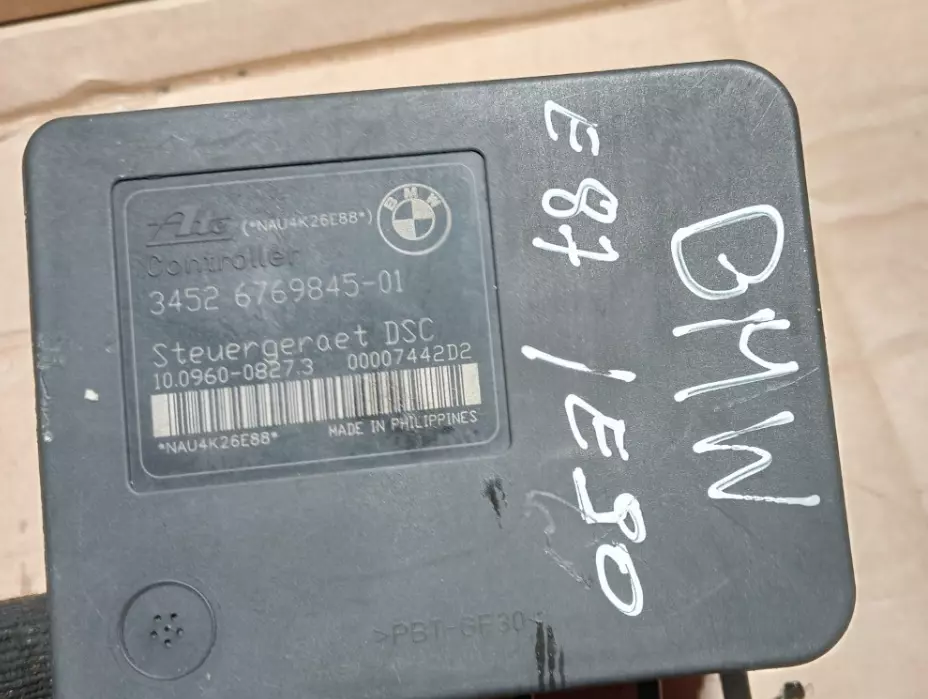 Ate (*NAU4K26E88*)
BMW
Controller
3452 6769845-01
Steuergeraet DSC
10.0960-0827.3 00007442D2
*NAU4K26E88* MADE IN PHILIPPINES
>PBT-GF30<
E87 / E90
BMW